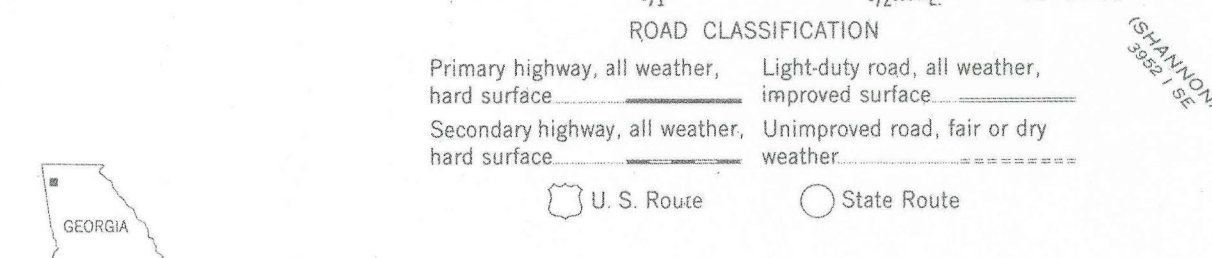 ROAD CLASSIFICATION
Primary highway, all weather,
hard surface
Light-duty road, all weather,
improved surface
Secondary highway, all weather,
hard surface
Unimproved road, fair or dry
weather
U. S. Route
State Route
(SHANNON)
3952 I SE
GEORGIA